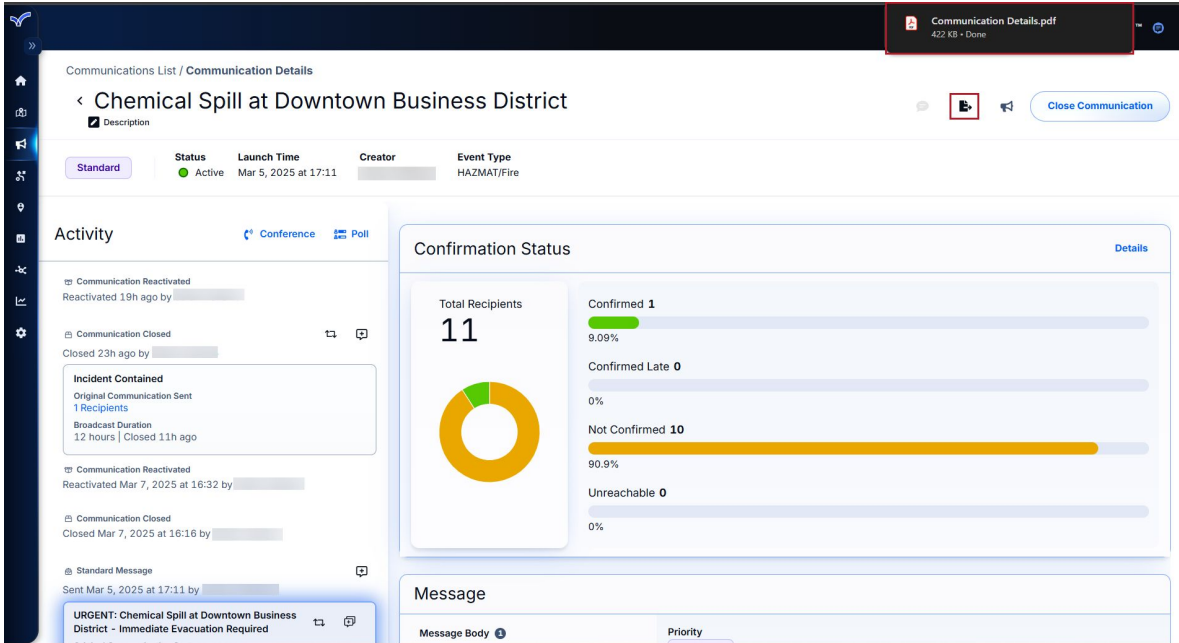 Communication Details.pdf
422 KB • Done
™
Communications List / Communication Details
Chemical Spill at Downtown Business District
Description
Close Communication
Standard
Status
Active
Launch Time
Mar 5, 2025 at 17:11
Creator
Event Type
HAZMAT/Fire
Activity
Conference
Poll
Communication Reactivated
Reactivated 19h ago by
Communication Closed
Closed 23h ago by
Incident Contained
Original Communication Sent
1 Recipients
Broadcast Duration
12 hours | Closed 11h ago
Communication Reactivated
Reactivated Mar 7, 2025 at 16:32 by
Communication Closed
Closed Mar 7, 2025 at 16:16 by
Standard Message
Sent Mar 5, 2025 at 17:11 by
URGENT: Chemical Spill at Downtown Business
District - Immediate Evacuation Required
Confirmation Status
Details
Total Recipients
11
Confirmed 1
9.09%
Confirmed Late 0
0%
Not Confirmed 10
90.9%
Unreachable 0
0%
Message
Message Body 1
Priority